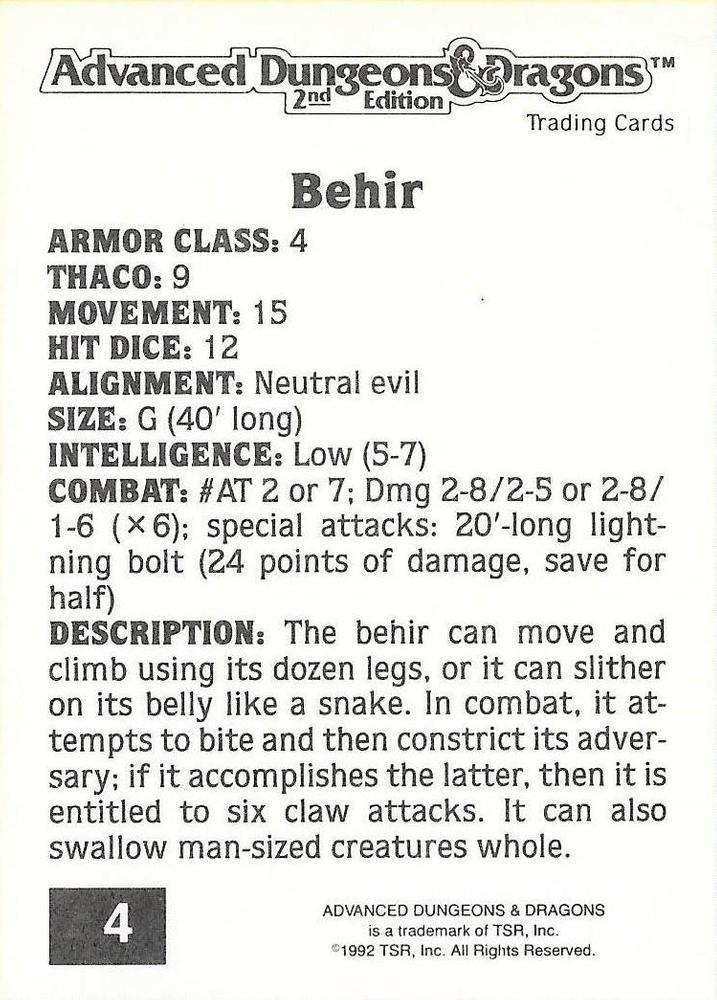 Advanced Dungeons & Dragons™
2nd Edition
Trading Cards
Behir
ARMOR CLASS: 4
THACO: 9
MOVEMENT: 15
HIT DICE: 12
ALIGNMENT: Neutral evil
SIZE: G (40' long)
INTELLIGENCE: Low (5-7)
COMBAT: #AT 2 or 7; Dmg 2-8/2-5 or 2-8/
1-6 (×6); special attacks: 20'-long light-
ning bolt (24 points of damage, save for
half)
DESCRIPTION: The behir can move and
climb using its dozen legs, or it can slither
on its belly like a snake. In combat, it at-
tempts to bite and then constrict its adver-
sary; if it accomplishes the latter, then it is
entitled to six claw attacks. It can also
swallow man-sized creatures whole.
4
ADVANCED DUNGEONS & DRAGONS
is a trademark of TSR, Inc.
©1992 TSR, Inc. All Rights Reserved.